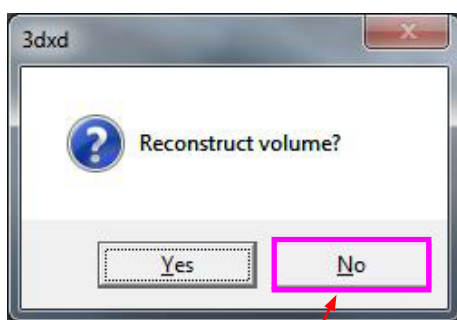 3dxd
Reconstruct volume?
Yes
No